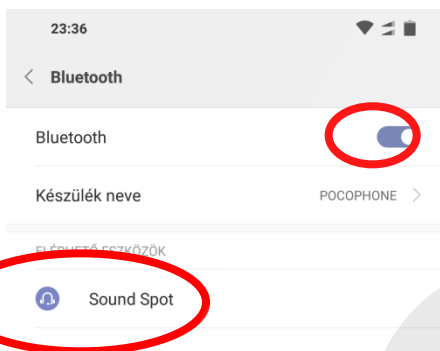 23:36
Bluetooth
Bluetooth
Készülék neve POCOPHONE
ELÉRHETŐ ESZKÖZÖK
Sound Spot